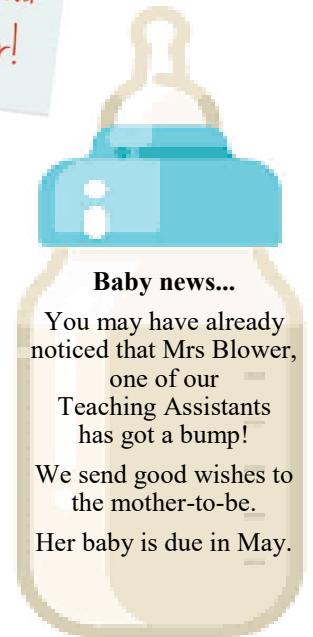 r!
Baby news...
You may have already
noticed that Mrs Blower,
one of our
Teaching Assistants
has got a bump!
We send good wishes to
the mother-to-be.
Her baby is due in May.